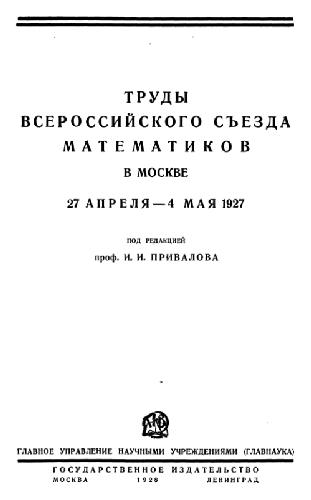 ТРУДЫ
ВСЕРОССИЙСКОГО СЪЕЗДА
МАТЕМАТИКОВ
В МОСКВЕ
27 АПРЕЛЯ—4 МАЯ 1927
ПОД РЕДАКЦИЕЙ
проф. И. И. ПРИВАЛОВА
ГЛАВНОЕ УПРАВЛЕНИЕ НАУЧНЫМИ УЧРЕЖДЕНИЯМИ (ГЛАВНАУКА)
ГОСУДАРСТВЕННОЕ ИЗДАТЕЛЬСТВО
МОСКВА 1928 ЛЕНИНГРАД